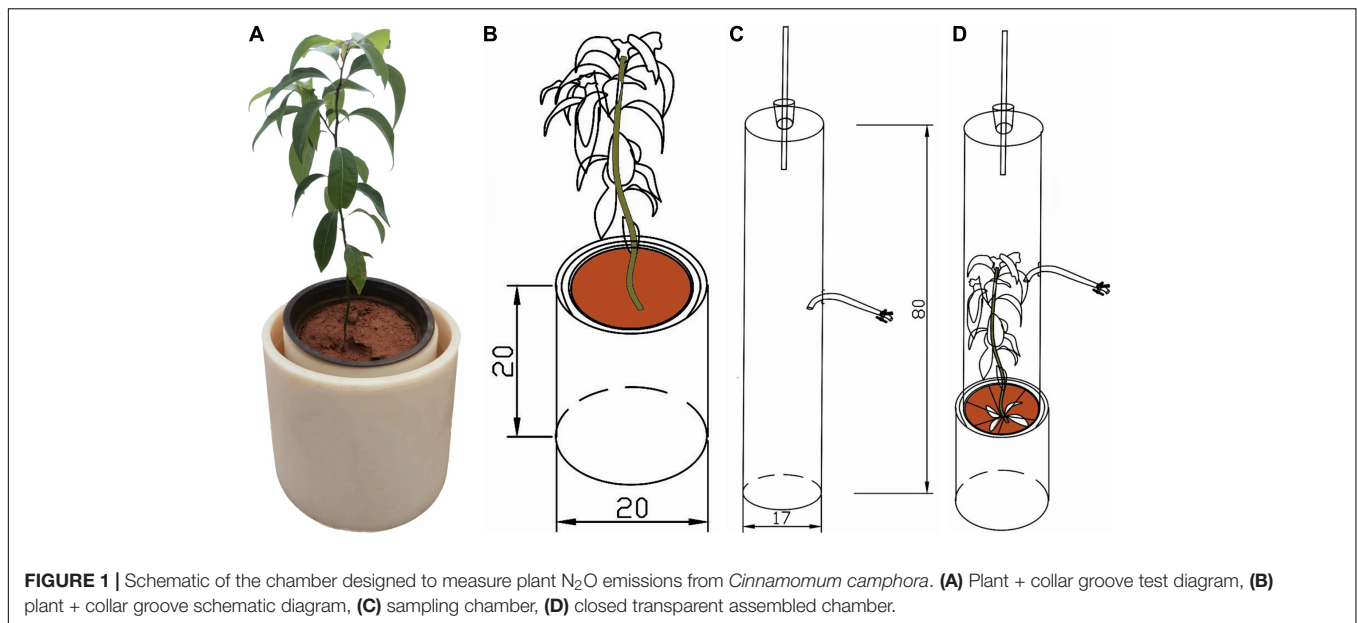 A
B
C
D
20
20
80
17
FIGURE 1 | Schematic of the chamber designed to measure plant N₂O emissions from Cinnamomum camphora. (A) Plant + collar groove test diagram, (B)
plant + collar groove schematic diagram, (C) sampling chamber, (D) closed transparent assembled chamber.